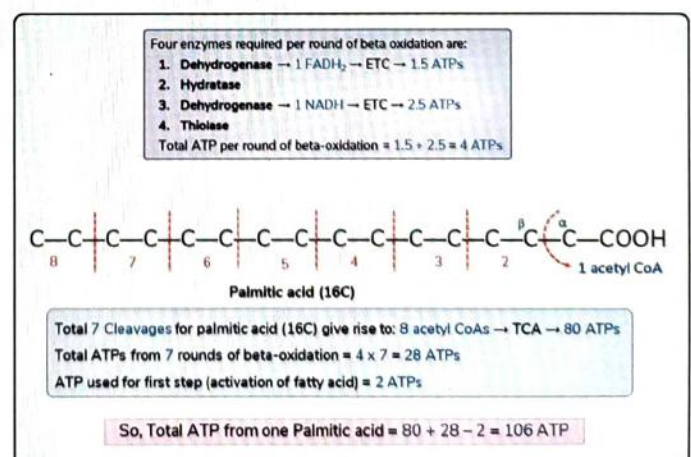 Four enzymes required per round of beta oxidation are:
1. Dehydrogenase → 1 FADH₂ → ETC → 1.5 ATPs
2. Hydratase
3. Dehydrogenase → 1 NADH → ETC → 2.5 ATPs
4. Thiolase
Total ATP per round of beta-oxidation = 1.5 + 2.5 = 4 ATPs
β α
C—C—C—C—C—C—C—C—C—C—C—C—C—C—C—COOH
8 7 6 5 4 3 2
1 acetyl CoA
Palmitic acid (16C)
Total 7 Cleavages for palmitic acid (16C) give rise to: 8 acetyl CoAs → TCA → 80 ATPs
Total ATPs from 7 rounds of beta-oxidation = 4 x 7 = 28 ATPs
ATP used for first step (activation of fatty acid) = 2 ATPs
So, Total ATP from one Palmitic acid = 80 + 28 – 2 = 106 ATP